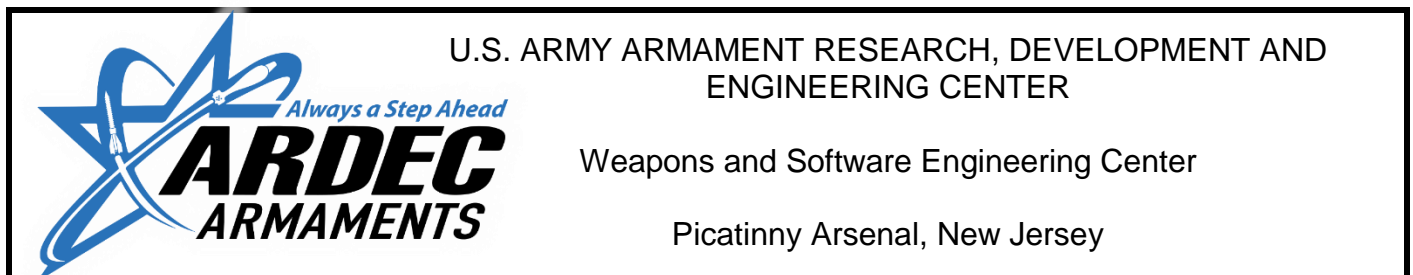 U.S. ARMY ARMAMENT RESEARCH, DEVELOPMENT AND
ENGINEERING CENTER
Always a Step Ahead
ARDEC
ARMAMENTS
Weapons and Software Engineering Center
Picatinny Arsenal, New Jersey